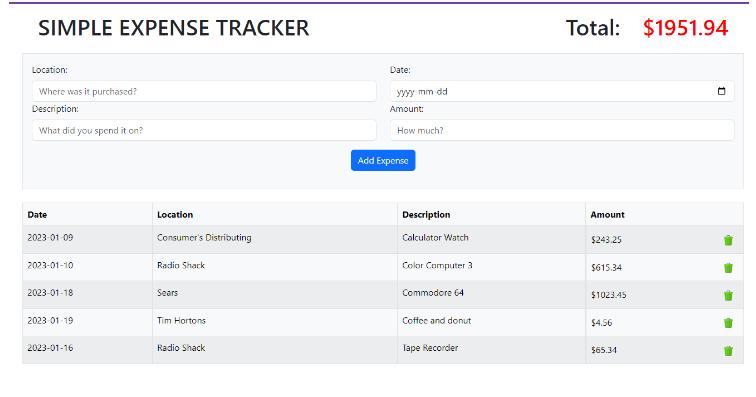 SIMPLE EXPENSE TRACKER Total: $1951.94
Location: Date:
Where was it purchased? yyyy-mm-dd
Description: Amount:
What did you spend it on? How much?
Add Expense
Date Location Description Amount
2023-01-09 Consumer's Distributing Calculator Watch $243.25
2023-01-10 Radio Shack Color Computer 3 $615.34
2023-01-18 Sears Commodore 64 $1023.45
2023-01-19 Tim Hortons Coffee and donut $4.56
2023-01-16 Radio Shack Tape Recorder $65.34